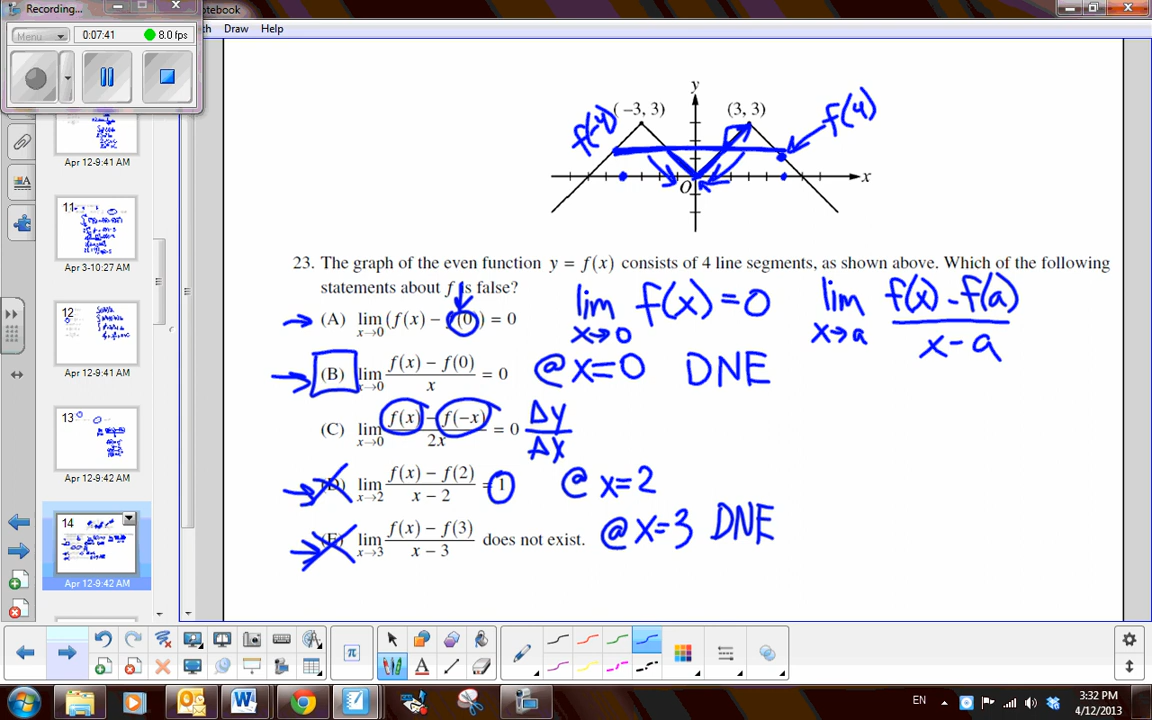 Recording...
otebook
Menu
0:07:41
8.0 fps
Draw Help
Apr 12-9:41 AM
11
Apr 3-10:27 AM
12
Apr 12-9:41 AM
13
Apr 12-9:42 AM
14
Apr 12-9:42 AM
y
(−3, 3)
(3, 3)
f(-4)
f(4)
O
x
23. The graph of the even function y = f(x) consists of 4 line segments, as shown above. Which of the following
statements about f is false?
(A) lim x→0 (f(x) − f(0)) = 0
lim x→0 f(x) = 0
lim x→a f(x) - f(a) / x - a
(B) lim x→0 f(x) − f(0) / x = 0
@ x=0 DNE
(C) lim x→0 f(x) − f(−x) / 2x = 0
Δy / Δx
(D) lim x→2 f(x) − f(2) / x − 2 = 1
@ x=2
(E) lim x→3 f(x) − f(3) / x − 3 does not exist.
@ x=3 DNE
π
A
EN
3:32 PM
4/12/2013